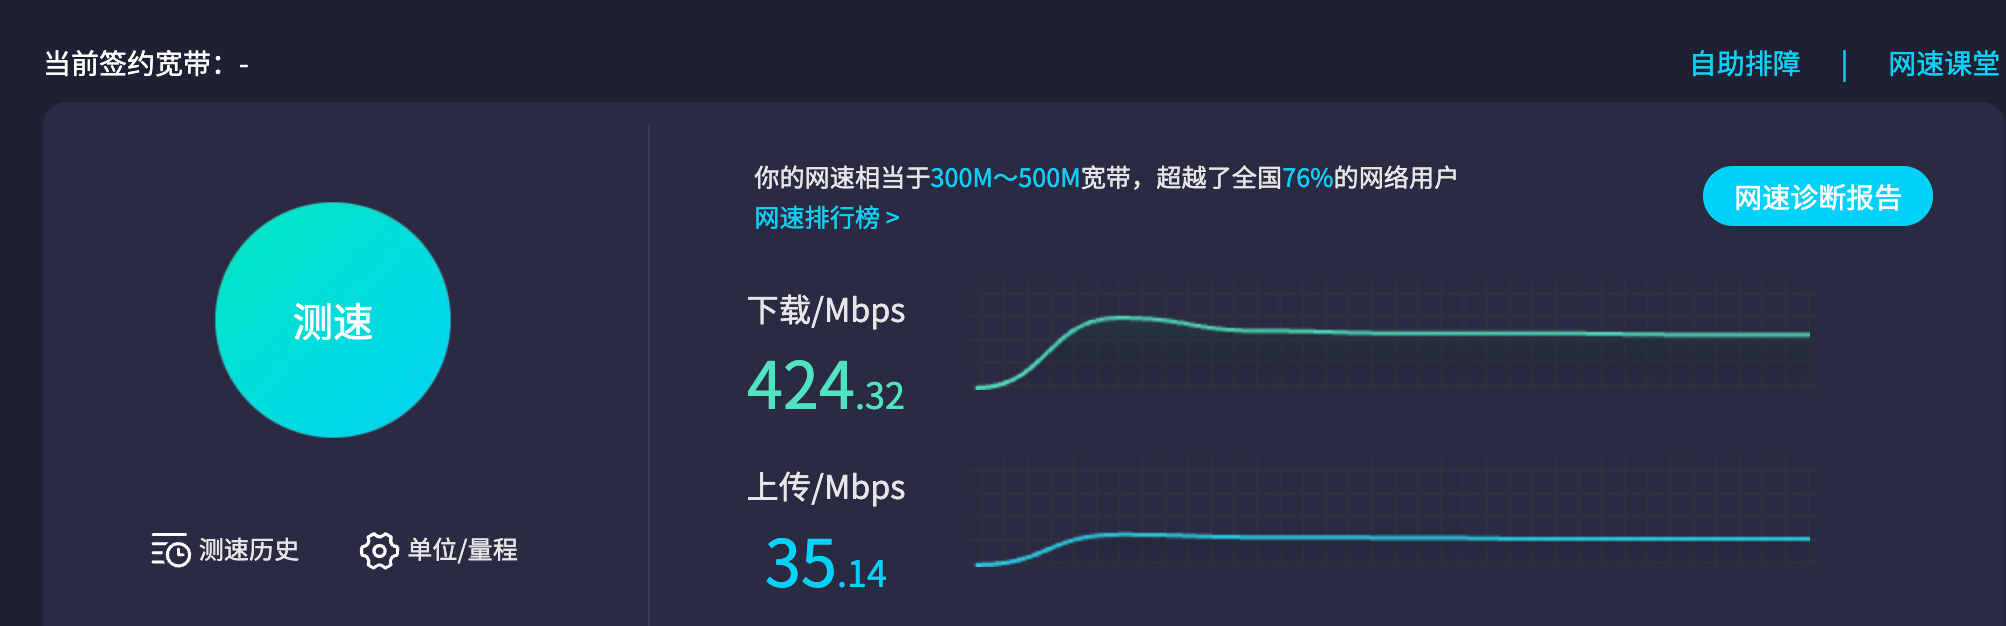 当前签约宽带：-
自助排障 | 网速课堂
你的网速相当于300M～500M宽带，超越了全国76%的网络用户
网速排行榜 >
网速诊断报告
测速
下载/Mbps
424.32
上传/Mbps
35.14
测速历史
单位/量程